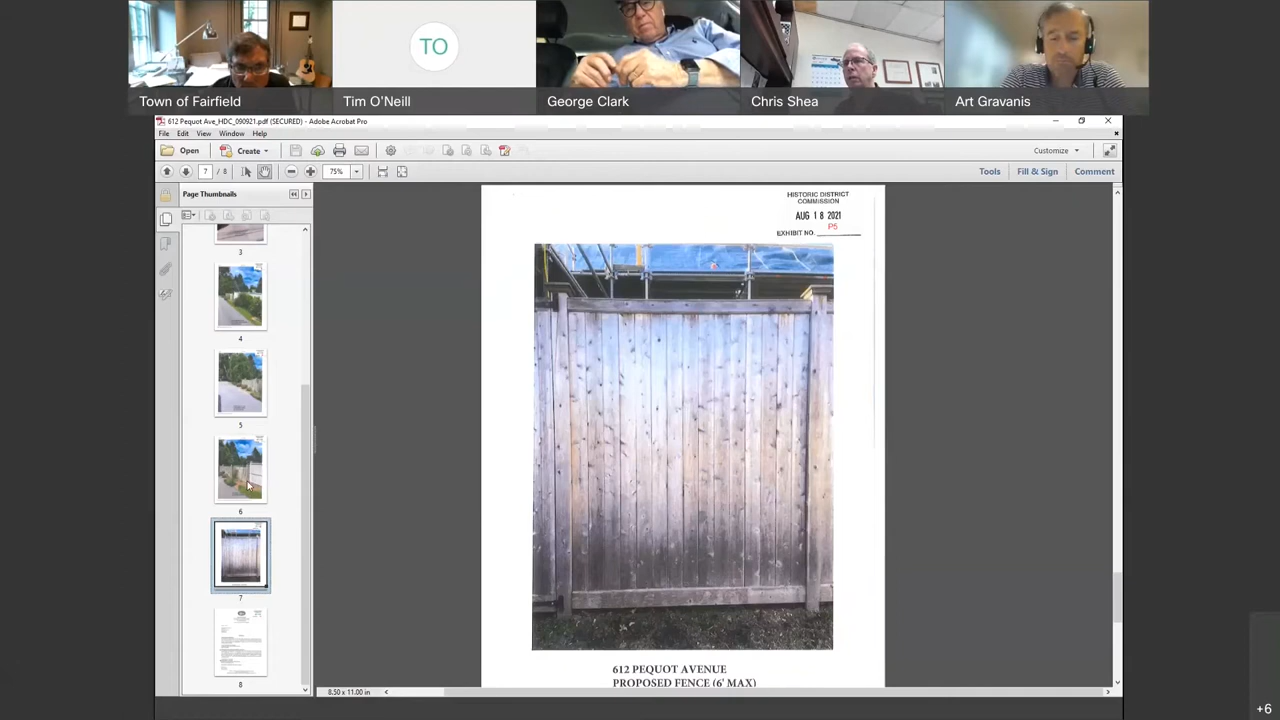 TO
Town of Fairfield
Tim O'Neill
George Clark
Chris Shea
Art Gravanis
612 Pequot Ave_HDC_090921.pdf (SECURED) - Adobe Acrobat Pro
File Edit View Window Help
Open
Create
Customize
7 / 8
75%
Tools
Fill & Sign
Comment
Page Thumbnails
3
4
5
6
7
8
HISTORIC DISTRICT
COMMISSION
AUG 18 2021
P5
EXHIBIT NO.
612 PEQUOT AVENUE
PROPOSED FENCE (6' MAX)
8.50 x 11.00 in
+6